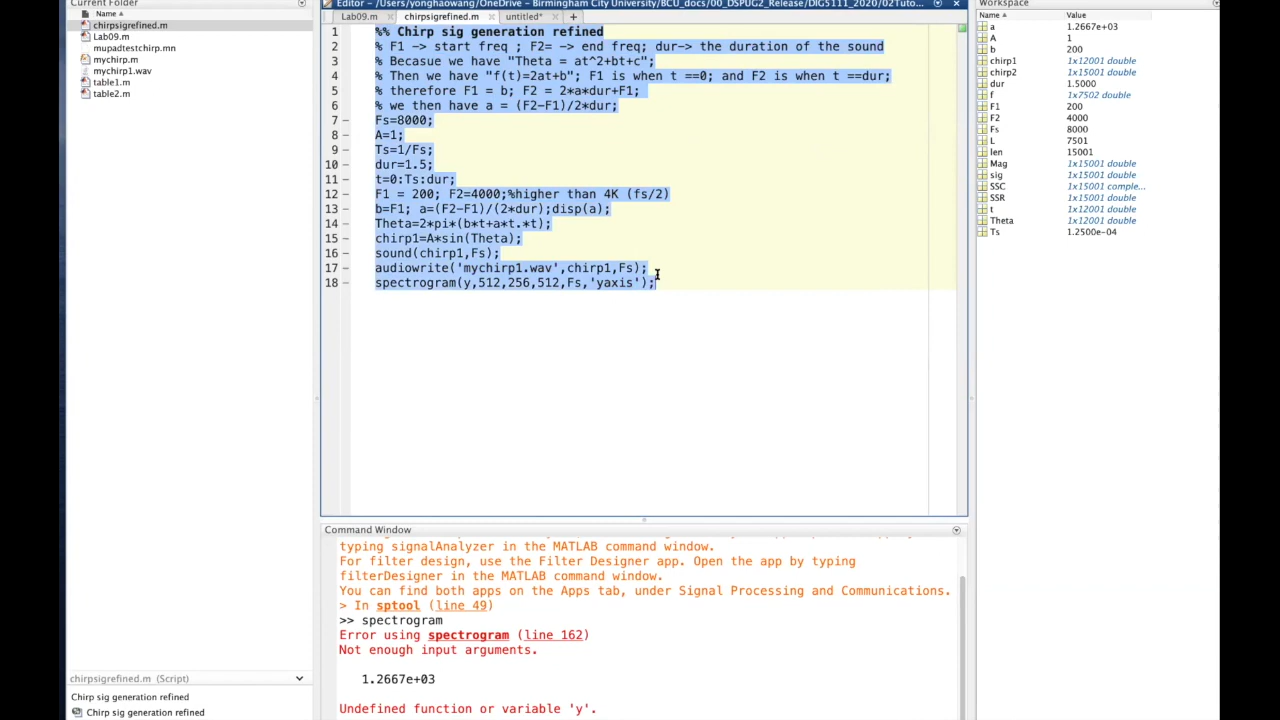 Current Folder
Name
chirpsigrefined.m
Lab09.m
mupadtestchirp.mn
mychirp.m
mychirp1.wav
table1.m
table2.m
chirpsigrefined.m (Script)
Chirp sig generation refined
Chirp sig generation refined
Editor – /Users/yonghaowang/OneDrive – Birmingham City University/BCU_docs/00_DSPUG2_Release/DIG5111_2020/02Tuto...
Lab09.m × chirpsigrefined.m × untitled* × +
1 %% Chirp sig generation refined
2 % F1 -> start freq ; F2= -> end freq; dur-> the duration of the sound
3 % Becasue we have "Theta = at^2+bt+c";
4 % Then we have "f(t)=2at+b"; F1 is when t ==0; and F2 is when t ==dur;
5 % therefore F1 = b; F2 = 2*a*dur+F1;
6 % we then have a = (F2-F1)/2*dur;
7 – Fs=8000;
8 – A=1;
9 – Ts=1/Fs;
10 – dur=1.5;
11 – t=0:Ts:dur;
12 – F1 = 200; F2=4000;%higher than 4K (fs/2)
13 – b=F1; a=(F2-F1)/(2*dur);disp(a);
14 – Theta=2*pi*(b*t+a*t.*t);
15 – chirp1=A*sin(Theta);
16 – sound(chirp1,Fs);
17 – audiowrite('mychirp1.wav',chirp1,Fs);
18 – spectrogram(y,512,256,512,Fs,'yaxis');
Command Window
typing signalAnalyzer in the MATLAB command window.
For filter design, use the Filter Designer app. Open the app by typing
filterDesigner in the MATLAB command window.
You can find both apps on the Apps tab, under Signal Processing and Communications.
> In sptool (line 49)
>> spectrogram
Error using spectrogram (line 162)
Not enough input arguments.
1.2667e+03
Undefined function or variable 'y'.
Workspace
Name Value
a 1.2667e+03
A 1
b 200
chirp1 1x12001 double
chirp2 1x15001 double
dur 1.5000
f 1x7502 double
F1 200
F2 4000
Fs 8000
L 7501
len 15001
Mag 1x15001 double
sig 1x15001 double
SSC 1x15001 comple...
SSR 1x15001 double
t 1x12001 double
Theta 1x12001 double
Ts 1.2500e-04